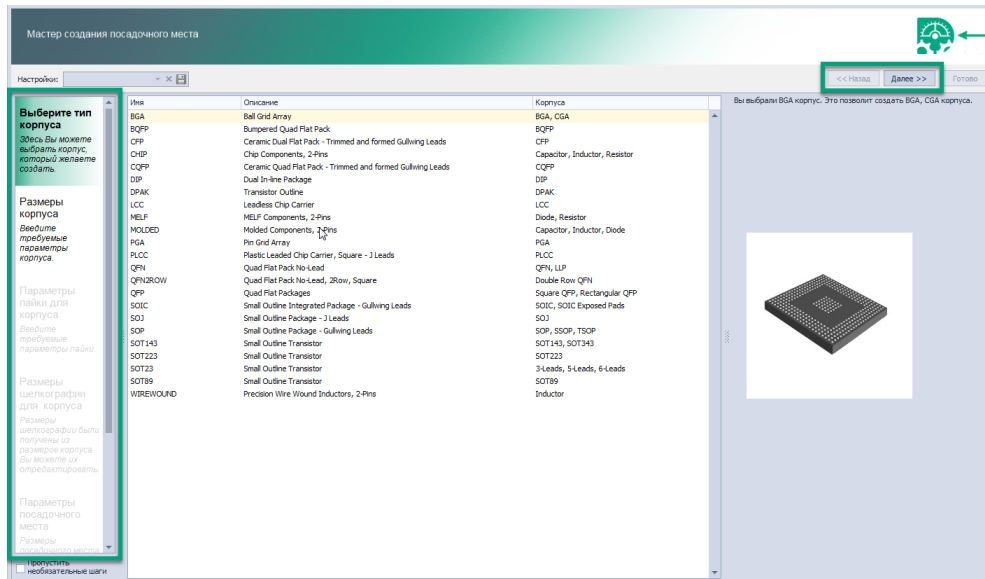 Мастер создания посадочного места
Настройки:
<< Назад
Далее >>
Готово
Выберите тип
корпуса
Здесь Вы можете
выбрать корпус,
который желаете
создать.
Размеры
корпуса
Введите
требуемые
параметры
корпуса.
Параметры
пайки для
корпуса
Введите
требуемые
параметры пайки.
Размеры
шелкографии
для корпуса
Размеры
шелкографии были
получены из
размеров корпуса.
Вы можете их
отредактировать.
Параметры
посадочного
места
Размеры
посадочного места
Пропустить
необязательные шаги
Имя Описание Корпуса
BGA Ball Grid Array BGA, CGA
BQFP Bumpered Quad Flat Pack BQFP
CFP Ceramic Dual Flat Pack - Trimmed and formed Gullwing Leads CFP
CHIP Chip Components, 2-Pins Capacitor, Inductor, Resistor
CQFP Ceramic Quad Flat Pack - Trimmed and formed Gullwing Leads CQFP
DIP Dual In-line Package DIP
DPAK Transistor Outline DPAK
LCC Leadless Chip Carrier LCC
MELF MELF Components, 2-Pins Diode, Resistor
MOLDED Molded Components, 2-Pins Capacitor, Inductor, Diode
PGA Pin Grid Array PGA
PLCC Plastic Leaded Chip Carrier, Square - J Leads PLCC
QFN Quad Flat Pack No-Lead QFN, LLP
QFN2ROW Quad Flat Pack No-Lead, 2Row, Square Double Row QFN
QFP Quad Flat Packages Square QFP, Rectangular QFP
SOIC Small Outline Integrated Package - Gullwing Leads SOIC, SOIC Exposed Pads
SOJ Small Outline Package - J Leads SOJ
SOP Small Outline Package - Gullwing Leads SOP, SSOP, TSOP
SOT143 Small Outline Transistor SOT143, SOT343
SOT223 Small Outline Transistor SOT223
SOT23 Small Outline Transistor 3-Leads, 5-Leads, 6-Leads
SOT89 Small Outline Transistor SOT89
WIREWOUND Precision Wire Wound Inductors, 2-Pins Inductor
Вы выбрали BGA корпус. Это позволит создать BGA, CGA корпуса.